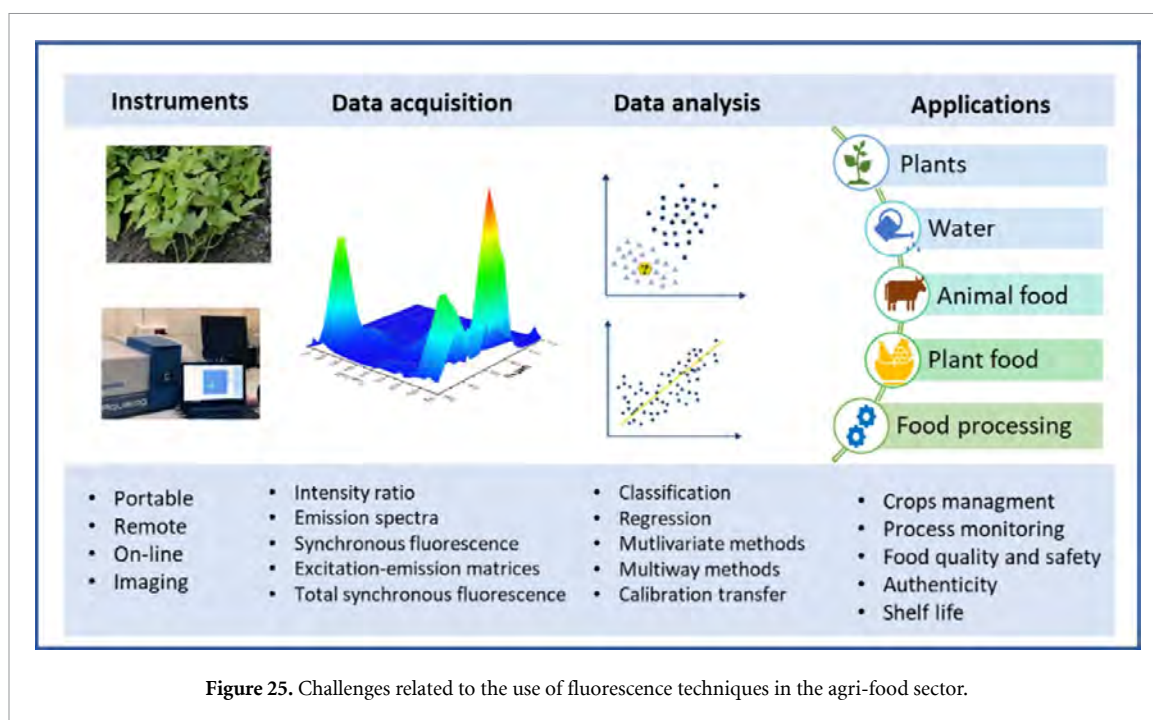 Instruments
Data acquisition
Data analysis
Applications
Plants
Water
Animal food
Plant food
Food processing
• Portable
• Remote
• On-line
• Imaging
• Intensity ratio
• Emission spectra
• Synchronous fluorescence
• Excitation-emission matrices
• Total synchronous fluorescence
• Classification
• Regression
• Mutlivariate methods
• Multiway methods
• Calibration transfer
• Crops managment
• Process monitoring
• Food quality and safety
• Authenticity
• Shelf life
Figure 25. Challenges related to the use of fluorescence techniques in the agri-food sector.